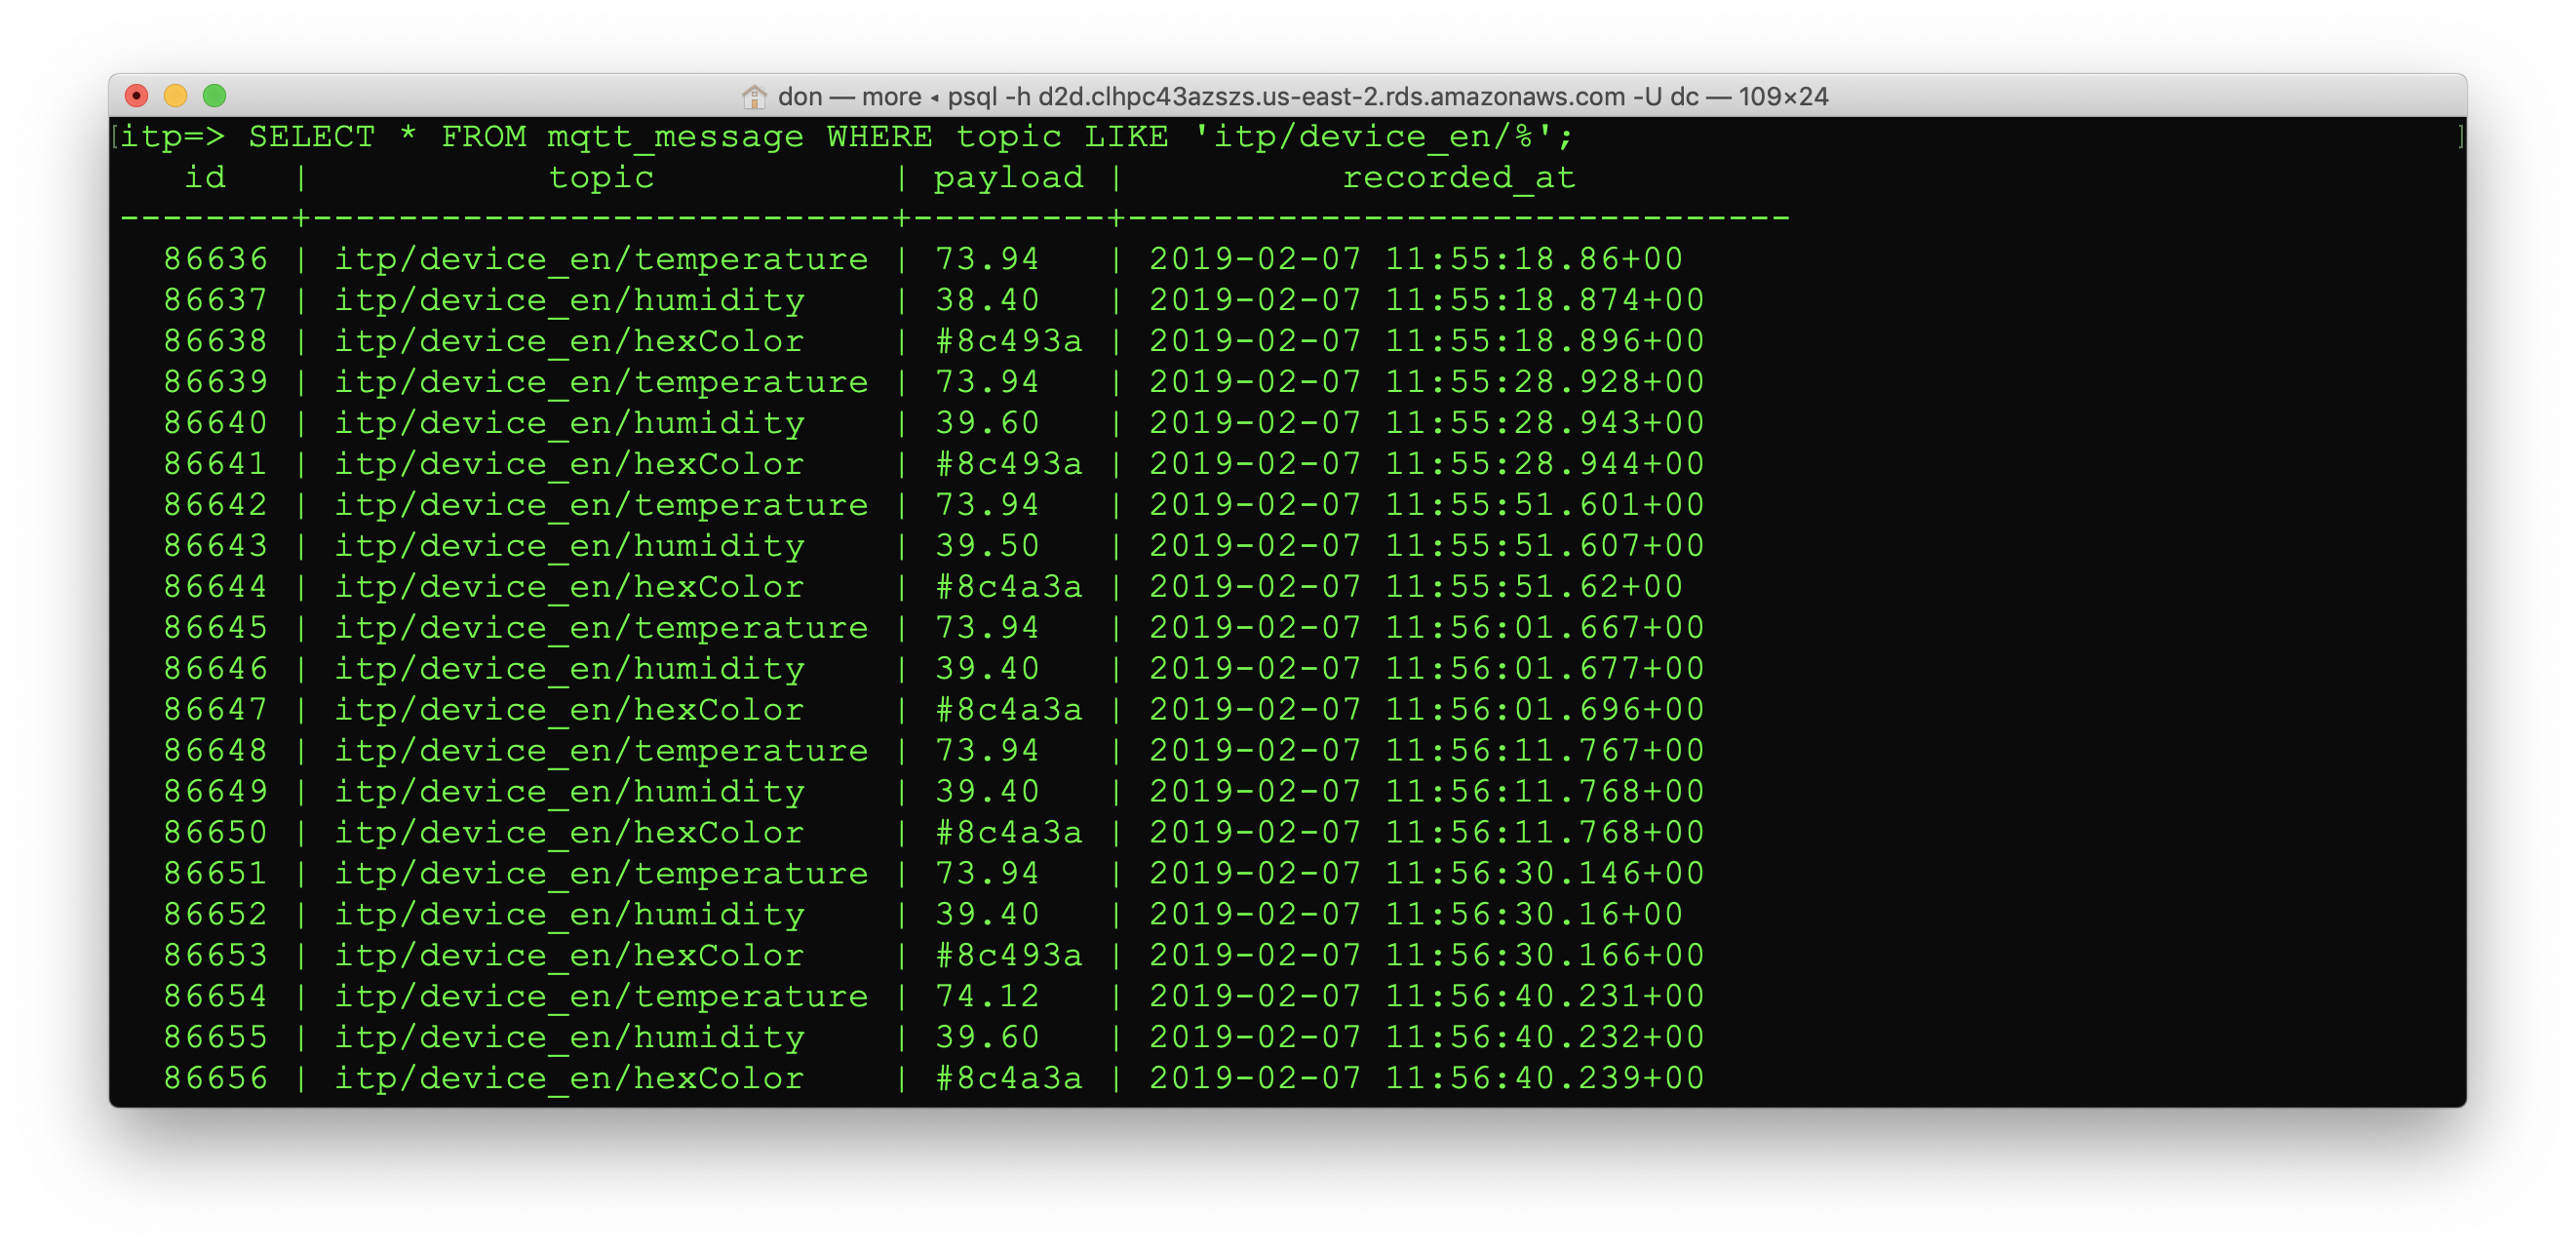 don — more ◂ psql -h d2d.clhpc43azszs.us-east-2.rds.amazonaws.com -U dc — 109×24
[itp=> SELECT * FROM mqtt_message WHERE topic LIKE 'itp/device_en/%'; ]
   id   |           topic           | payload |        recorded_at
--------+---------------------------+---------+-------------------------------
  86636 | itp/device_en/temperature | 73.94   | 2019-02-07 11:55:18.86+00
  86637 | itp/device_en/humidity    | 38.40   | 2019-02-07 11:55:18.874+00
  86638 | itp/device_en/hexColor    | #8c493a | 2019-02-07 11:55:18.896+00
  86639 | itp/device_en/temperature | 73.94   | 2019-02-07 11:55:28.928+00
  86640 | itp/device_en/humidity    | 39.60   | 2019-02-07 11:55:28.943+00
  86641 | itp/device_en/hexColor    | #8c493a | 2019-02-07 11:55:28.944+00
  86642 | itp/device_en/temperature | 73.94   | 2019-02-07 11:55:51.601+00
  86643 | itp/device_en/humidity    | 39.50   | 2019-02-07 11:55:51.607+00
  86644 | itp/device_en/hexColor    | #8c4a3a | 2019-02-07 11:55:51.62+00
  86645 | itp/device_en/temperature | 73.94   | 2019-02-07 11:56:01.667+00
  86646 | itp/device_en/humidity    | 39.40   | 2019-02-07 11:56:01.677+00
  86647 | itp/device_en/hexColor    | #8c4a3a | 2019-02-07 11:56:01.696+00
  86648 | itp/device_en/temperature | 73.94   | 2019-02-07 11:56:11.767+00
  86649 | itp/device_en/humidity    | 39.40   | 2019-02-07 11:56:11.768+00
  86650 | itp/device_en/hexColor    | #8c4a3a | 2019-02-07 11:56:11.768+00
  86651 | itp/device_en/temperature | 73.94   | 2019-02-07 11:56:30.146+00
  86652 | itp/device_en/humidity    | 39.40   | 2019-02-07 11:56:30.16+00
  86653 | itp/device_en/hexColor    | #8c493a | 2019-02-07 11:56:30.166+00
  86654 | itp/device_en/temperature | 74.12   | 2019-02-07 11:56:40.231+00
  86655 | itp/device_en/humidity    | 39.60   | 2019-02-07 11:56:40.232+00
  86656 | itp/device_en/hexColor    | #8c4a3a | 2019-02-07 11:56:40.239+00